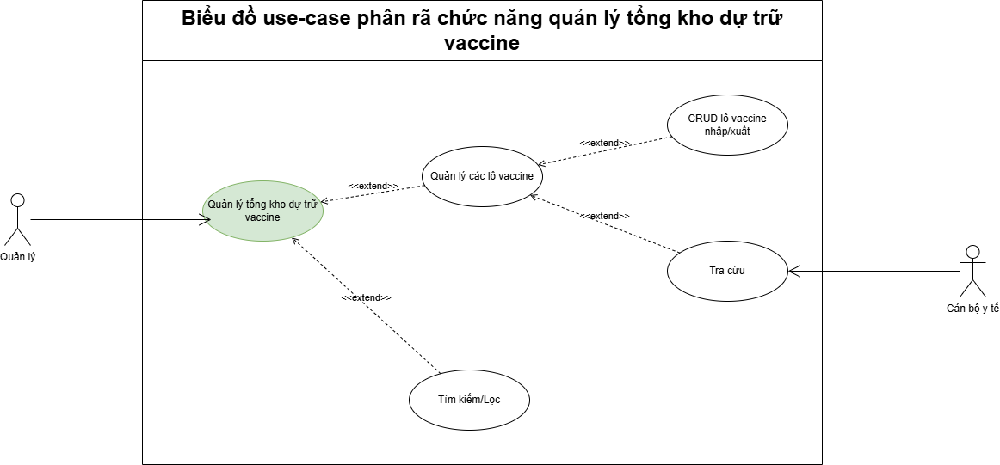 Biểu đồ use-case phân rã chức năng quản lý tổng kho dự trữ
vaccine
CRUD lô vaccine
nhập/xuất
<<extend>>
Quản lý các lô vaccine
<<extend>>
Quản lý tổng kho dự trữ
vaccine
<<extend>>
Quản lý
Tra cứu
<<extend>>
Cán bộ y tế
Tìm kiếm/Lọc